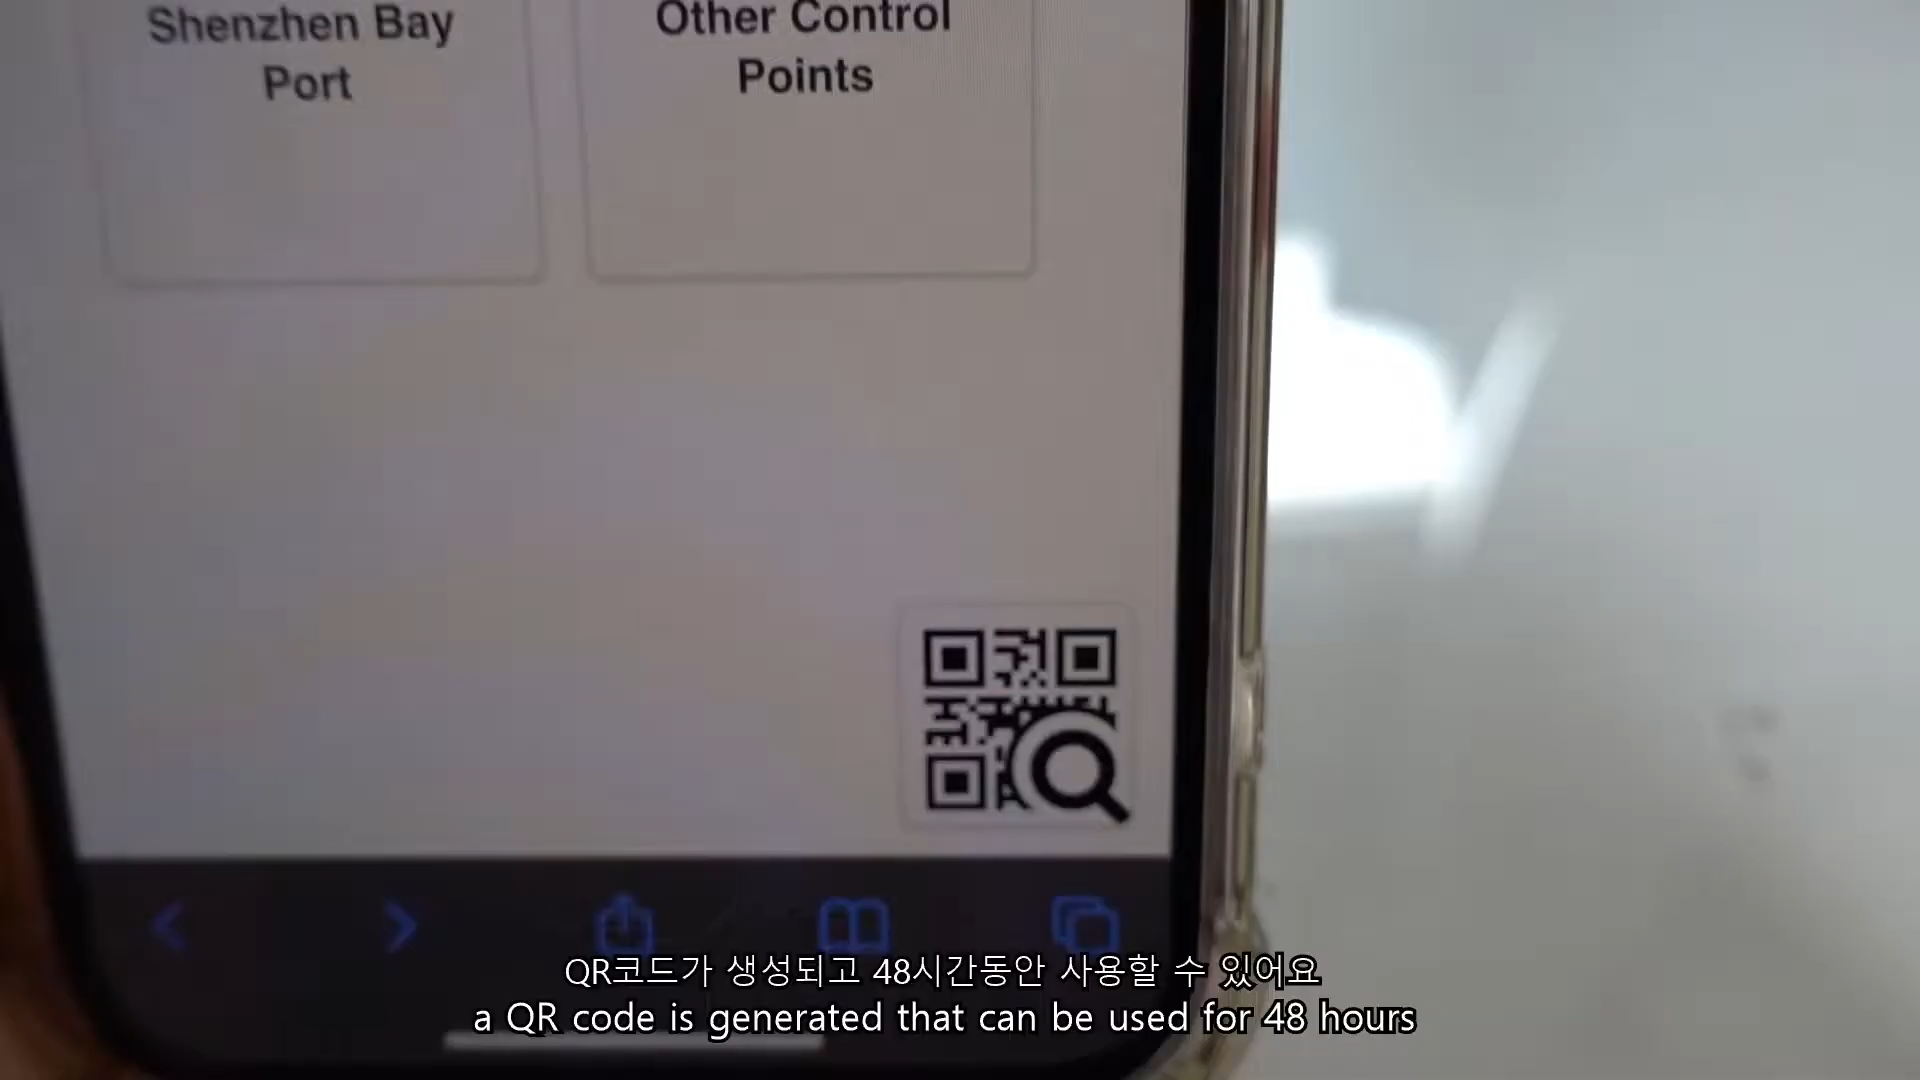 Shenzhen Bay
Port
Other Control
Points
QR코드가 생성되고 48시간동안 사용할 수 있어요
a QR code is generated that can be used for 48 hours